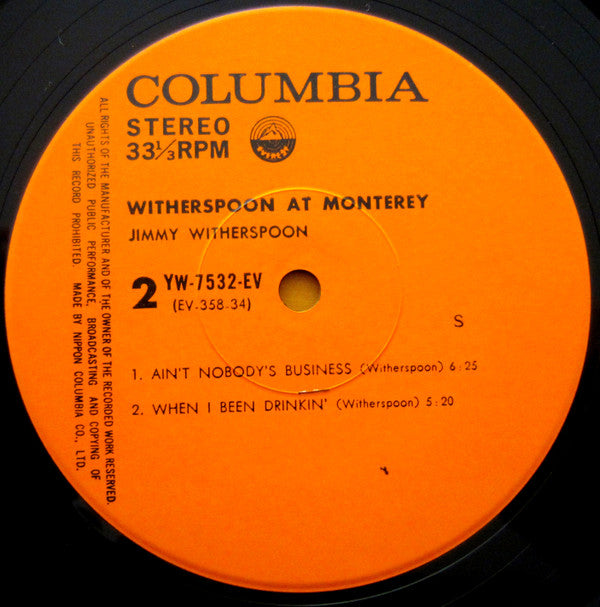 COLUMBIA
STEREO
33⅓RPM
EVEREST
WITHERSPOON AT MONTEREY
JIMMY WITHERSPOON
2 YW-7532-EV
(EV-358-34)
S
1. AIN'T NOBODY'S BUSINESS (Witherspoon) 6:25
2. WHEN I BEEN DRINKIN' (Witherspoon) 5:20
ALL RIGHTS OF THE MANUFACTURER AND OF THE OWNER OF THE RECORDED WORK RESERVED.
UNAUTHORIZED PUBLIC PERFORMANCE, BROADCASTING AND COPYING OF
THIS RECORD PROHIBITED. MADE BY NIPPON COLUMBIA CO., LTD.